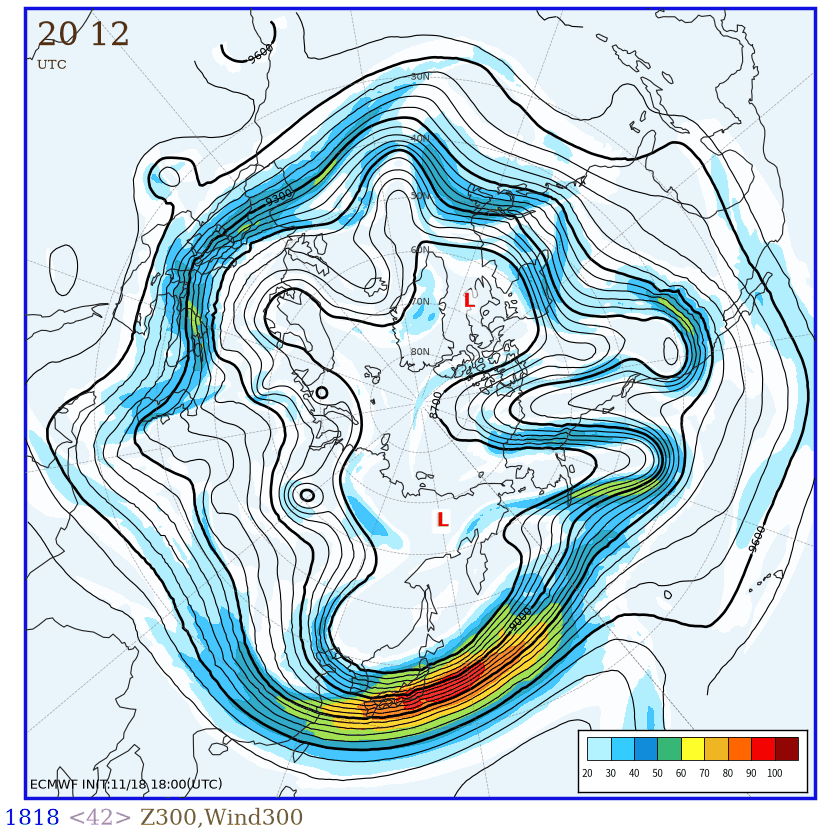 20 12
UTC
9600
30N
40N
9300
50N
60N
L
70N
80N
8700
L
9600
9000
20 30 40 50 60 70 80 90 100
ECMWF INIT:11/18 18:00(UTC)
1818 <42> Z300,Wind300